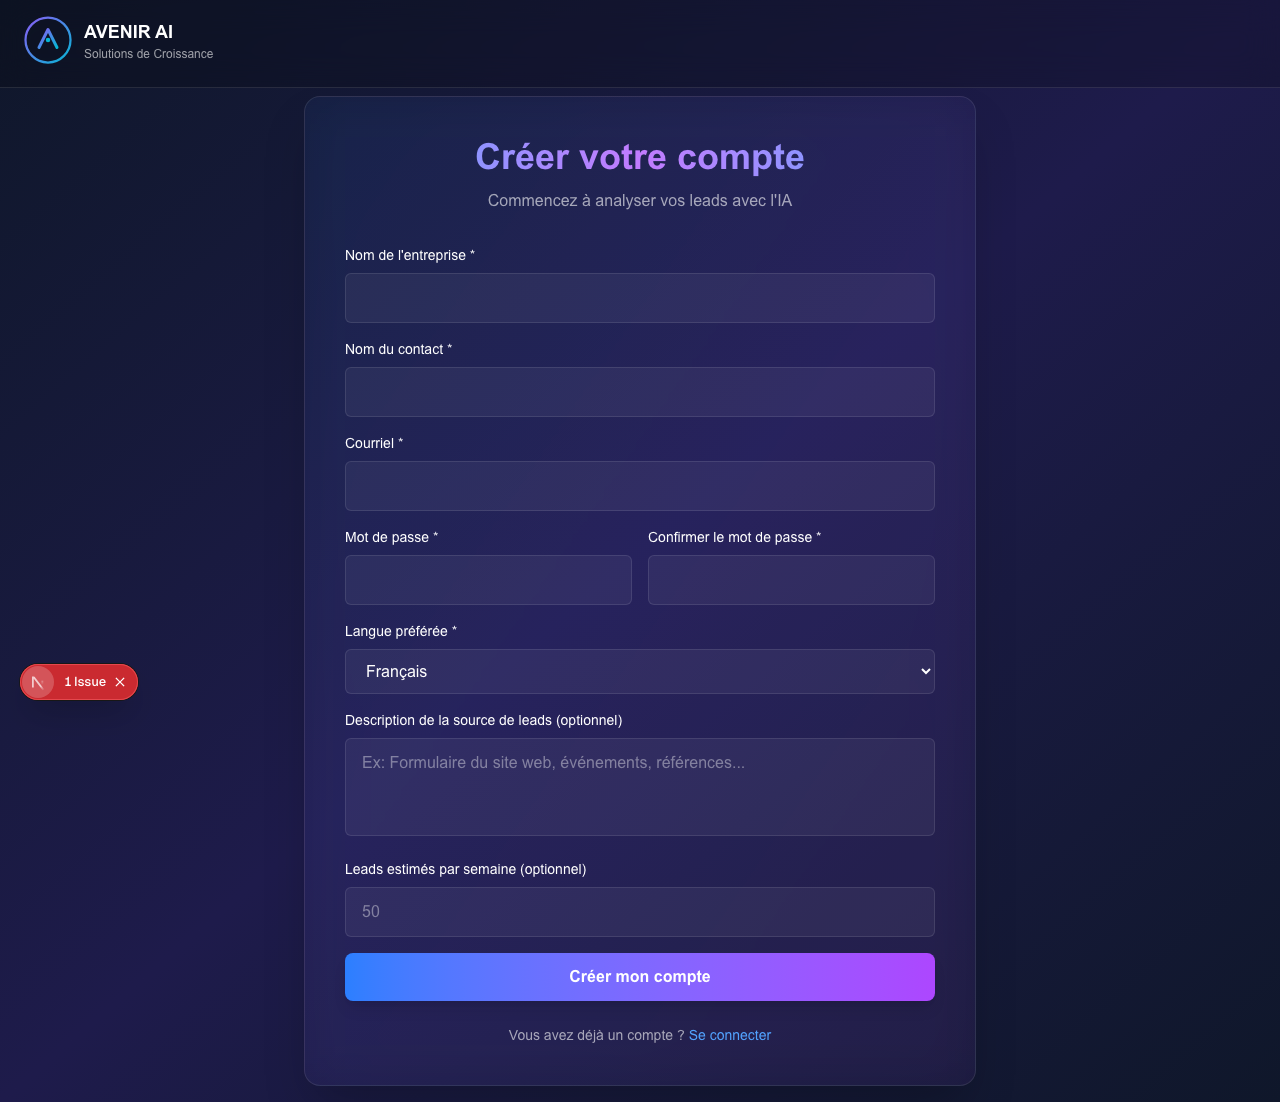 AVENIR AI
Solutions de Croissance
Créer votre compte
Commencez à analyser vos leads avec l'IA
Nom de l'entreprise *
Nom du contact *
Courriel *
Mot de passe *
Confirmer le mot de passe *
Langue préférée *
Français
1 Issue
Description de la source de leads (optionnel)
Ex: Formulaire du site web, événements, références...
Leads estimés par semaine (optionnel)
50
Créer mon compte
Vous avez déjà un compte ? Se connecter